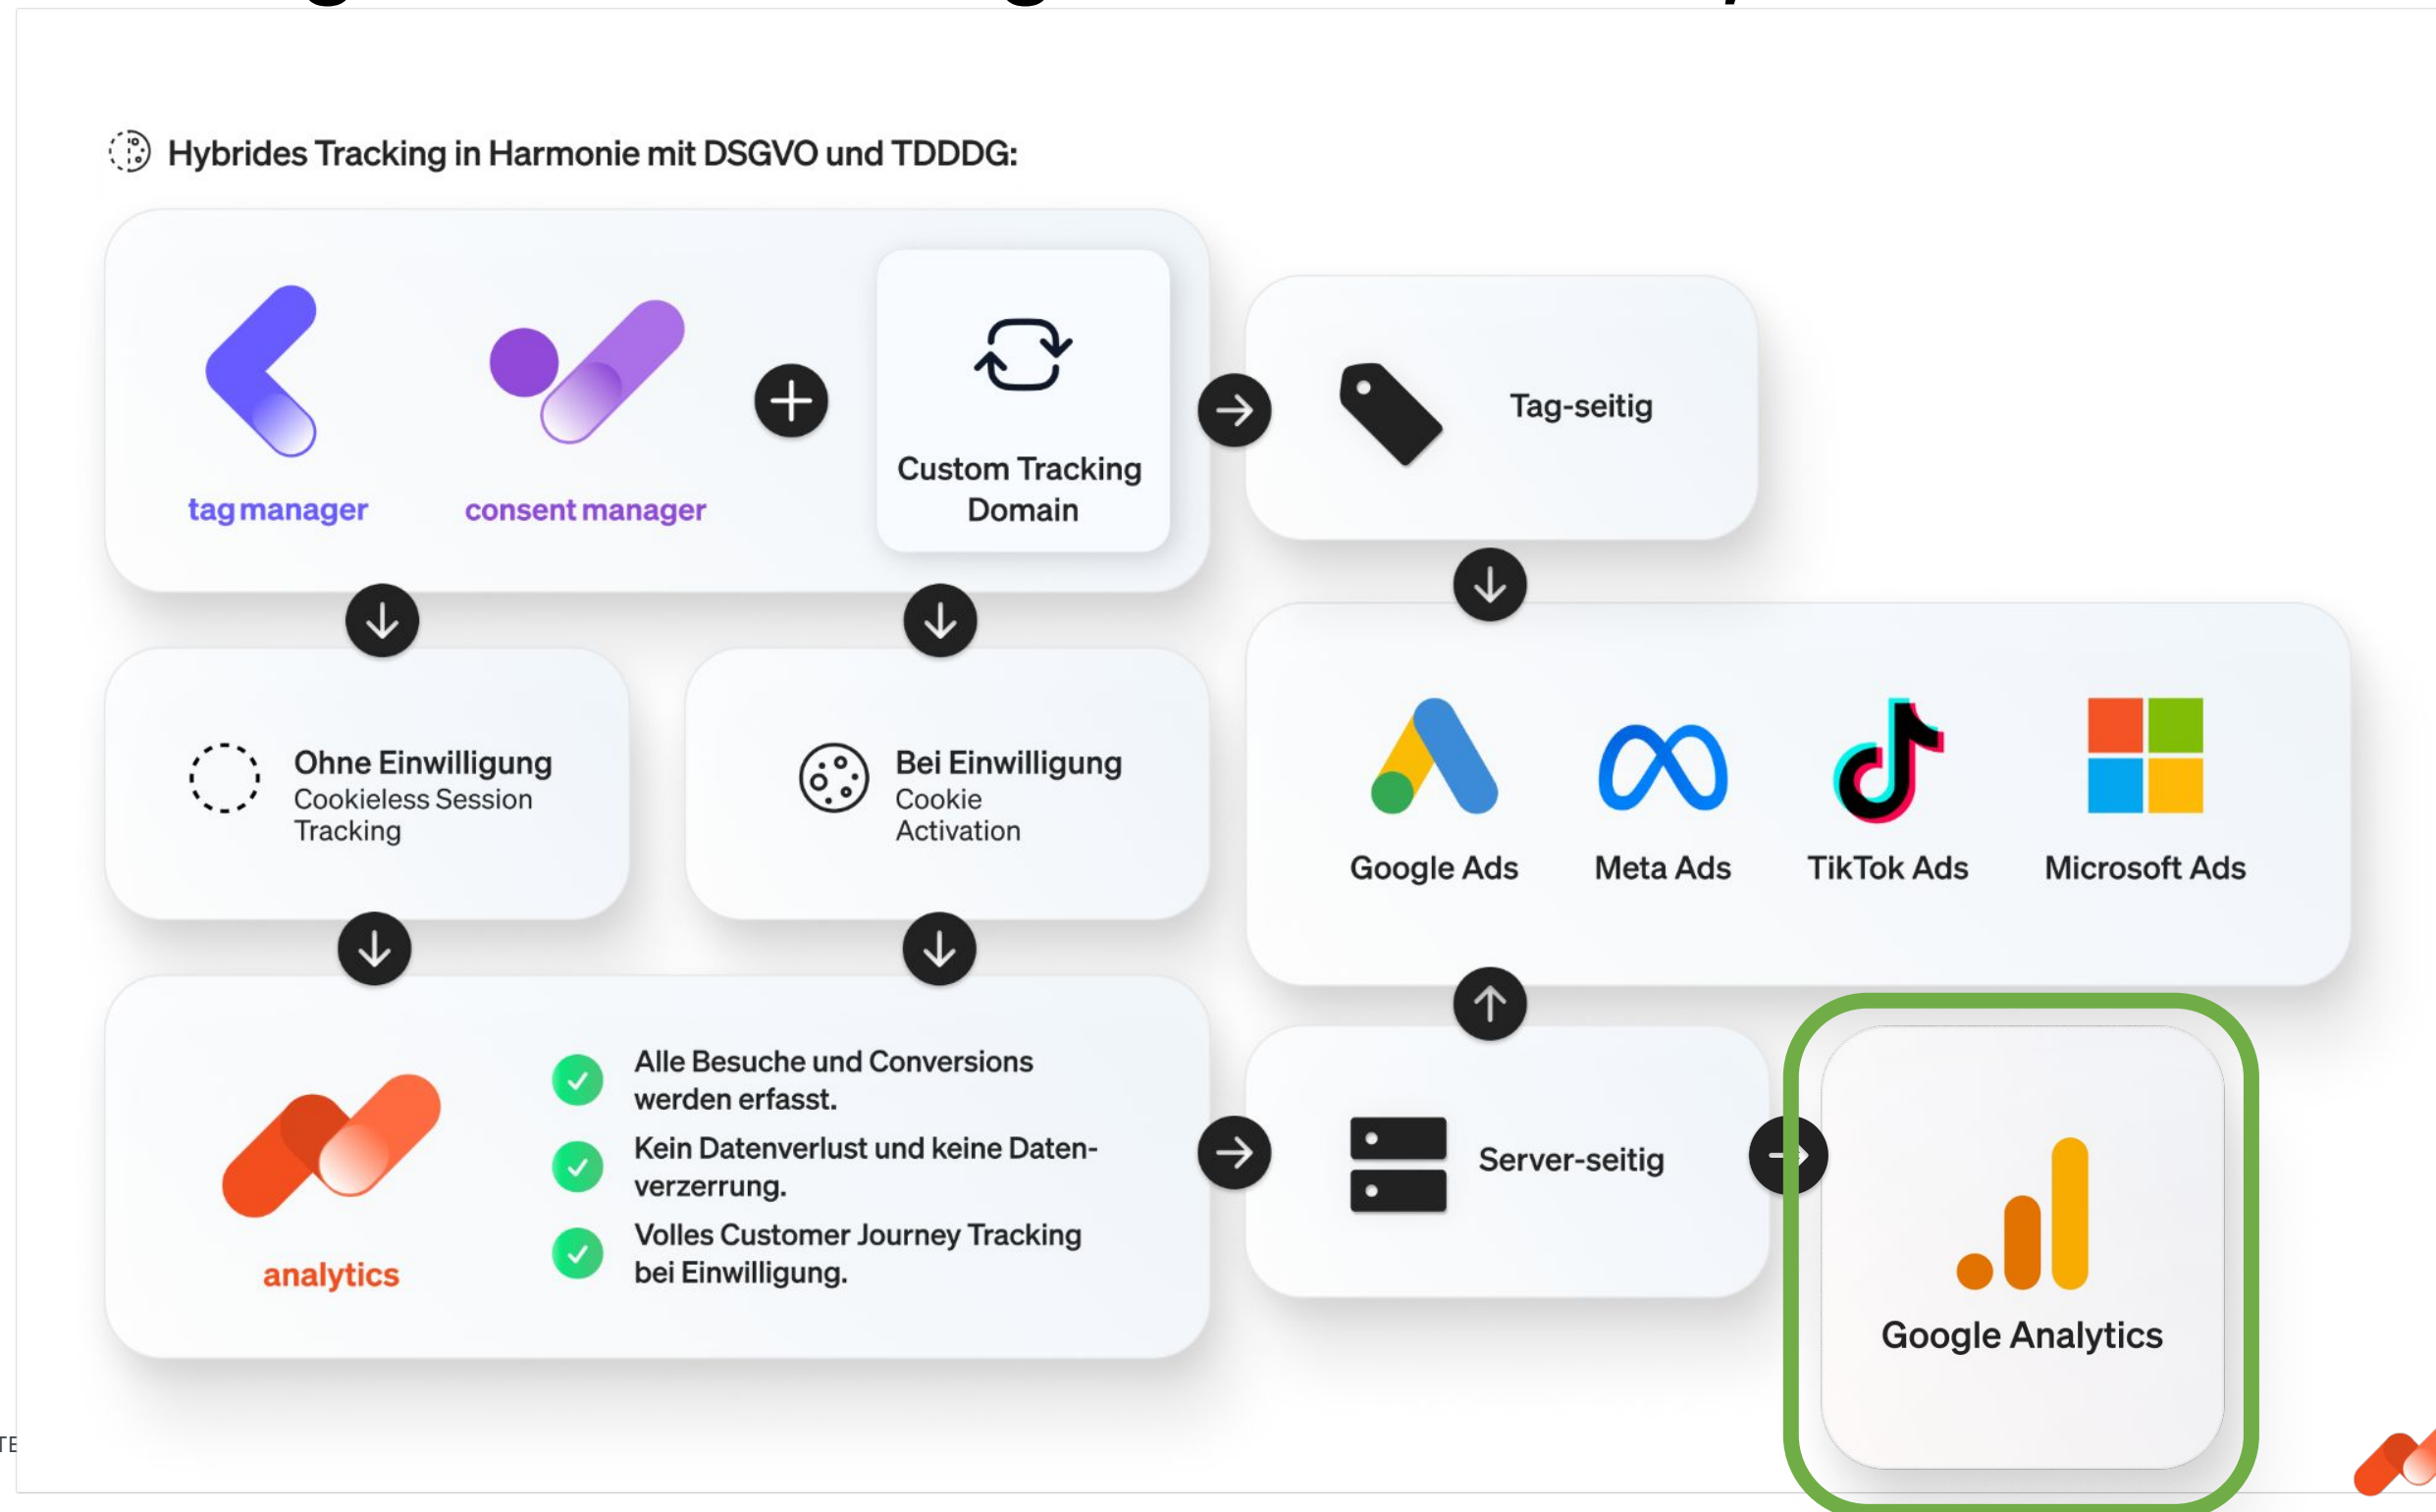 Hybrides Tracking in Harmonie mit DSGVO und TDDDG:
tag manager
consent manager
Custom Tracking
Domain
Tag-seitig
Ohne Einwilligung
Cookieless Session
Tracking
Bei Einwilligung
Cookie
Activation
Google Ads
Meta Ads
TikTok Ads
Microsoft Ads
analytics
Alle Besuche und Conversions
werden erfasst.
Kein Datenverlust und keine Daten-
verzerrung.
Volles Customer Journey Tracking
bei Einwilligung.
Server-seitig
Google Analytics
TE